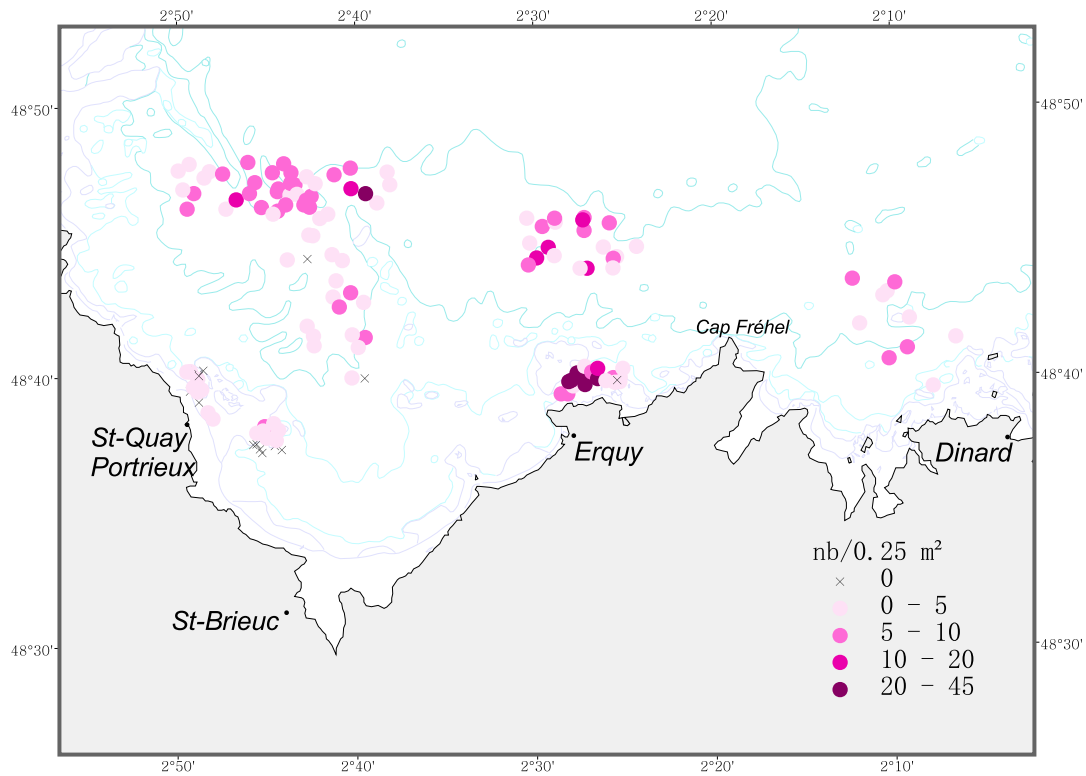 2°50' 2°40' 2°30' 2°20' 2°10'
48°50' 48°50'
Cap Fréhel
48°40' 48°40'
St-Quay
Portrieux
Erquy
Dinard
nb/0.25 m²
0
0 - 5
St-Brieuc
5 - 10
48°30' 48°30'
10 - 20
20 - 45
2°50' 2°40' 2°30' 2°20' 2°10'